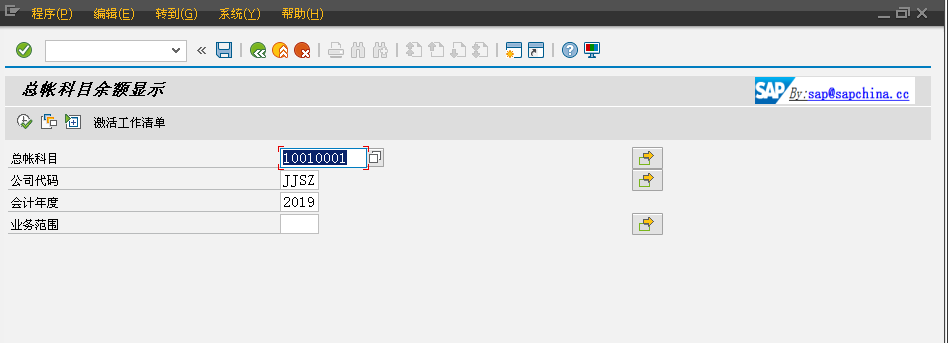 程序(P) 编辑(E) 转到(G) 系统(Y) 帮助(H)
总帐科目余额显示
SAP By:sap@sapchina.cc
激活工作清单
总帐科目 10010001
公司代码 JJSZ
会计年度 2019
业务范围